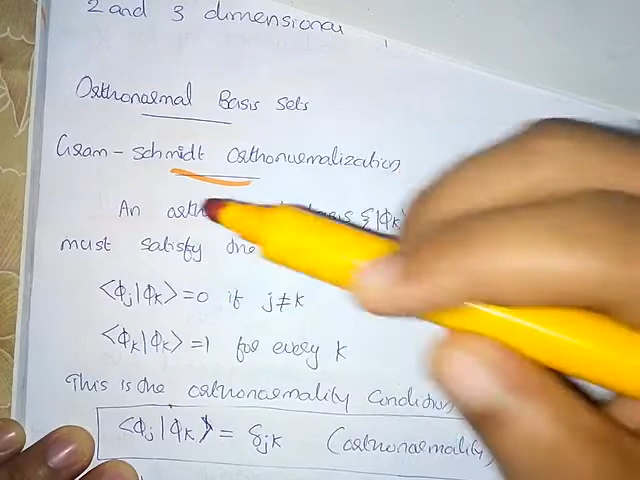 2 and 3 dimensional
Orthonormal Basis sets
Gram-Schmidt Orthonormalization
An {|Φk⟩
must satisfy the
⟨Φj|Φk⟩=0 if j≠k
⟨Φk|Φk⟩=1 for every k
This is the orthonormality Condition
⟨Φj|Φk⟩ = δjk (orthonormality)